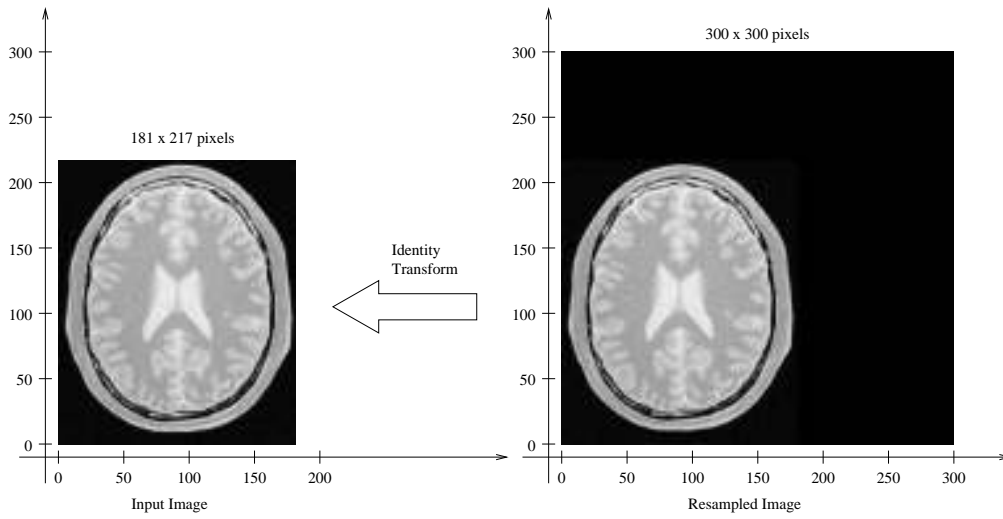 300 x 300 pixels
300
250
200
150
100
50
0
181 x 217 pixels
0 50 100 150 200
Input Image
Identity
Transform
300
250
200
150
100
50
0
0 50 100 150 200 250 300
Resampled Image